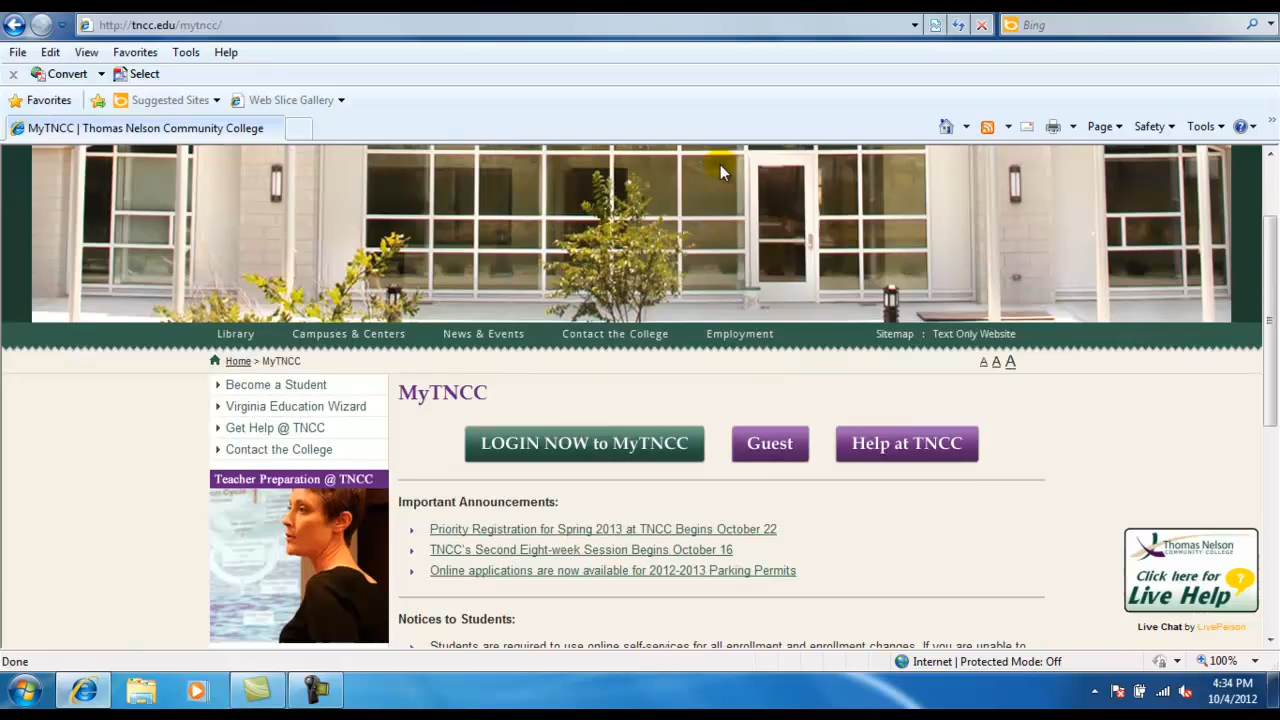 http://tncc.edu/mytncc/
Bing
File Edit View Favorites Tools Help
x Convert Select
Favorites Suggested Sites Web Slice Gallery
MyTNCC | Thomas Nelson Community College
Page Safety Tools
Library Campuses & Centers News & Events Contact the College Employment Sitemap : Text Only Website
Home > MyTNCC A A A
Become a Student
Virginia Education Wizard
Get Help @ TNCC
Contact the College
Teacher Preparation @ TNCC
MyTNCC
LOGIN NOW to MyTNCC Guest Help at TNCC
Important Announcements:
Priority Registration for Spring 2013 at TNCC Begins October 22
TNCC's Second Eight-week Session Begins October 16
Online applications are now available for 2012-2013 Parking Permits
Notices to Students:
Students are required to use online self-services for all enrollment and enrollment changes. If you are unable to
Thomas Nelson
COMMUNITY COLLEGE
Click here for
Live Help
?
Live Chat by LivePerson
Done Internet | Protected Mode: Off 100%
4:34 PM
10/4/2012